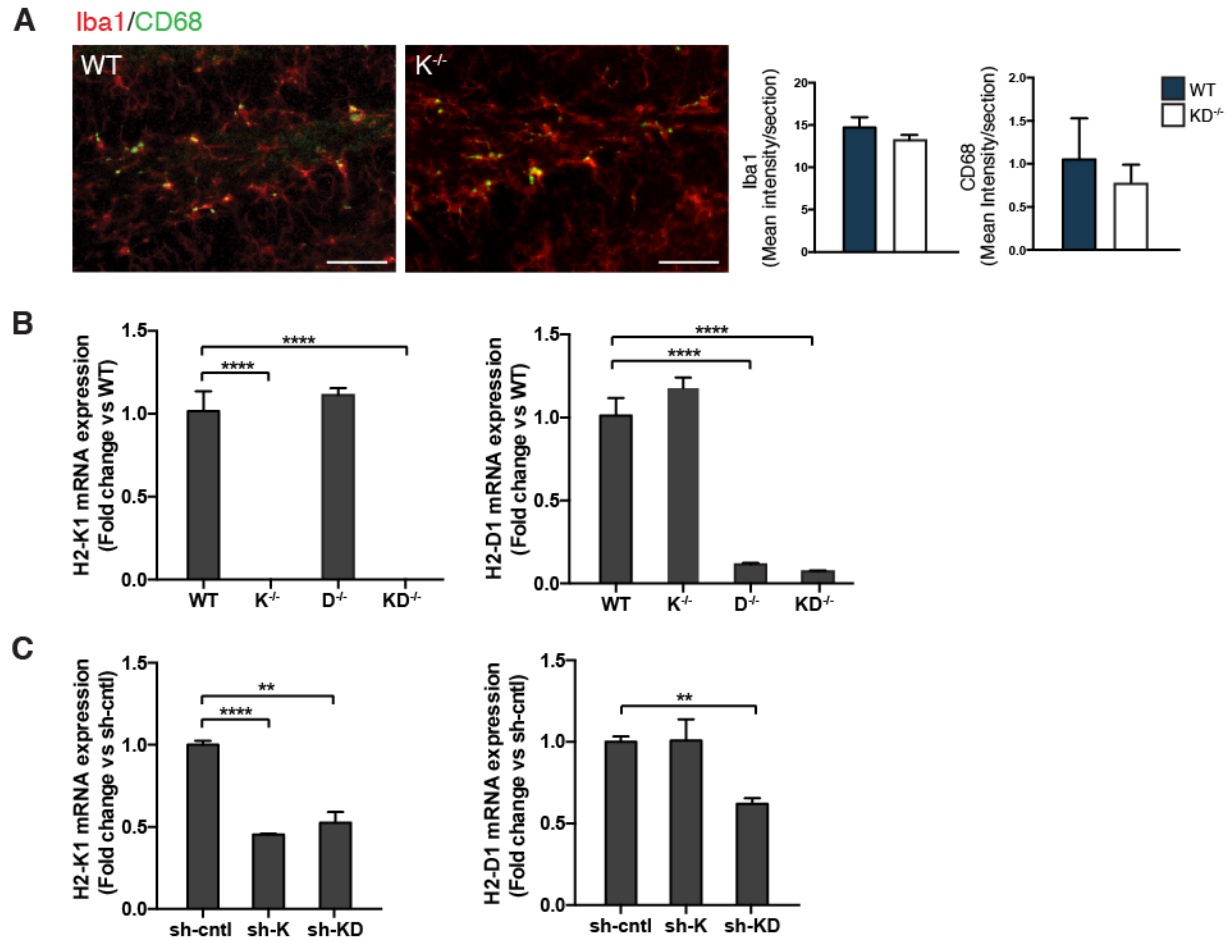 A
Iba1/CD68
WT
K-/-
Iba1
(Mean intensity/section)
20
15
10
5
0
CD68
(Mean Intensity/section)
2.0
1.5
1.0
0.5
0.0
WT
KD-/-
B
H2-K1 mRNA expression
(Fold change vs WT)
1.5
1.0
0.5
0.0
****
****
WT K-/- D-/- KD-/-
H2-D1 mRNA expression
(Fold change vs WT)
1.5
1.0
0.5
0.0
****
****
WT K-/- D-/- KD-/-
C
H2-K1 mRNA expression
(Fold change vs sh-cntl)
1.5
1.0
0.5
0.0
**
****
sh-cntl sh-K sh-KD
H2-D1 mRNA expression
(Fold change vs sh-cntl)
1.5
1.0
0.5
0.0
**
sh-cntl sh-K sh-KD